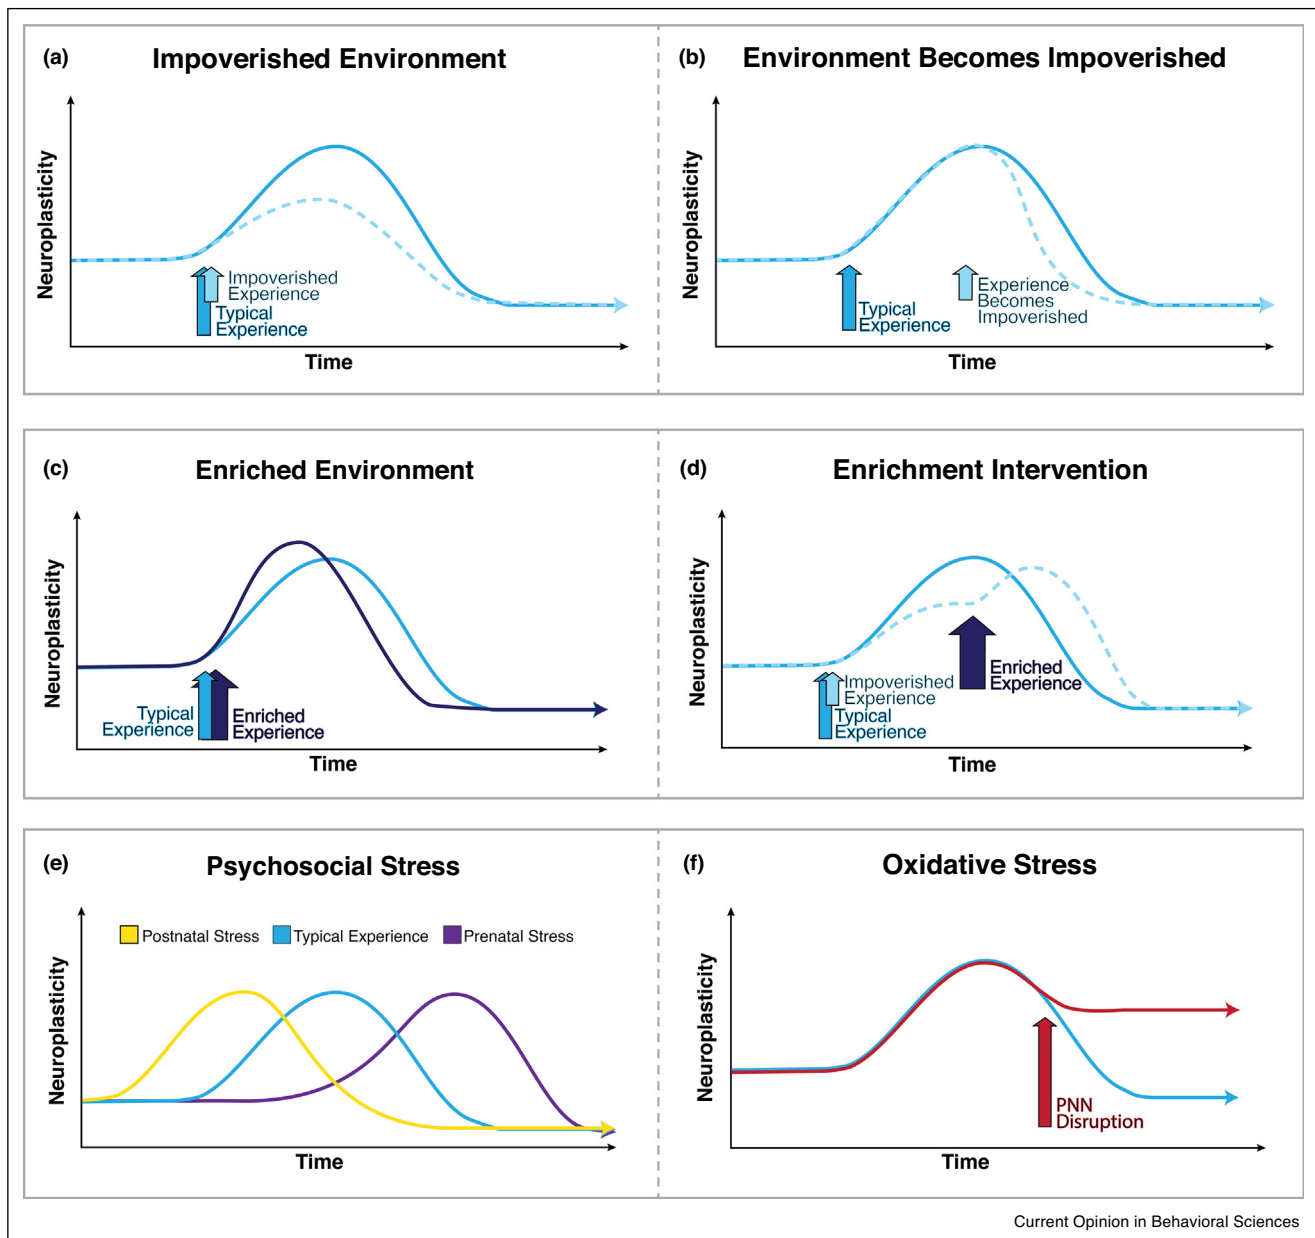 (a)
Impoverished Environment
Neuroplasticity
Impoverished
Experience
Typical
Experience
Time
(b)
Environment Becomes Impoverished
Neuroplasticity
Typical
Experience
Experience
Becomes
Impoverished
Time
(c)
Enriched Environment
Neuroplasticity
Typical
Experience
Enriched
Experience
Time
(d)
Enrichment Intervention
Neuroplasticity
Enriched
Experience
Impoverished
Experience
Typical
Experience
Time
(e)
Psychosocial Stress
Postnatal Stress
Typical Experience
Prenatal Stress
Neuroplasticity
Time
(f)
Oxidative Stress
Neuroplasticity
PNN
Disruption
Time
Current Opinion in Behavioral Sciences